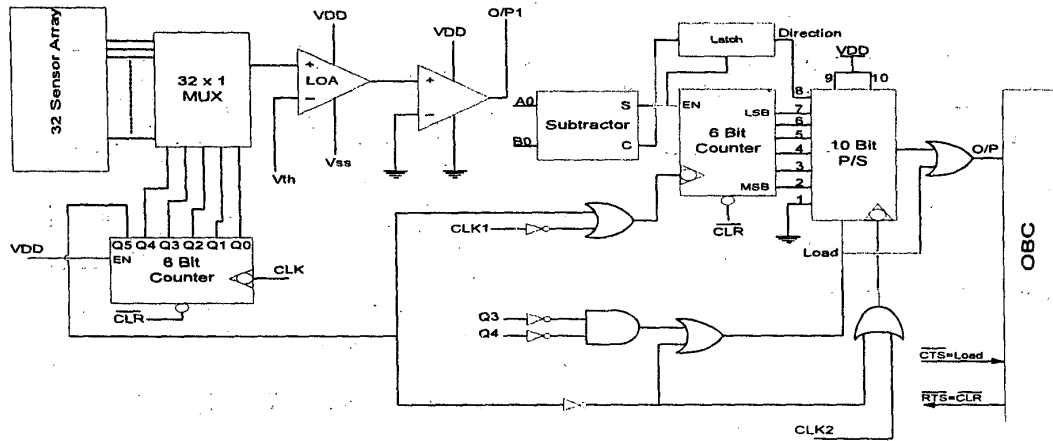 32 Sensor Array
32 x 1
MUX
VDD
+
LOA
−
Vth
Vss
VDD
+
−
O/P1
A0
B0
Subtractor
S
C
Latch
Direction
EN
6 Bit
Counter
LSB
MSB
CLR
VDD
9
10
8
7
6
5
4
3
2
1
10 Bit
P/S
O/P
OBC
CLK1
Load
VDD
Q5 Q4 Q3 Q2 Q1 Q0
EN
6 Bit
Counter
CLK
CLR
Q3
Q4
CLK2
CTS=Load
RTS=CLR